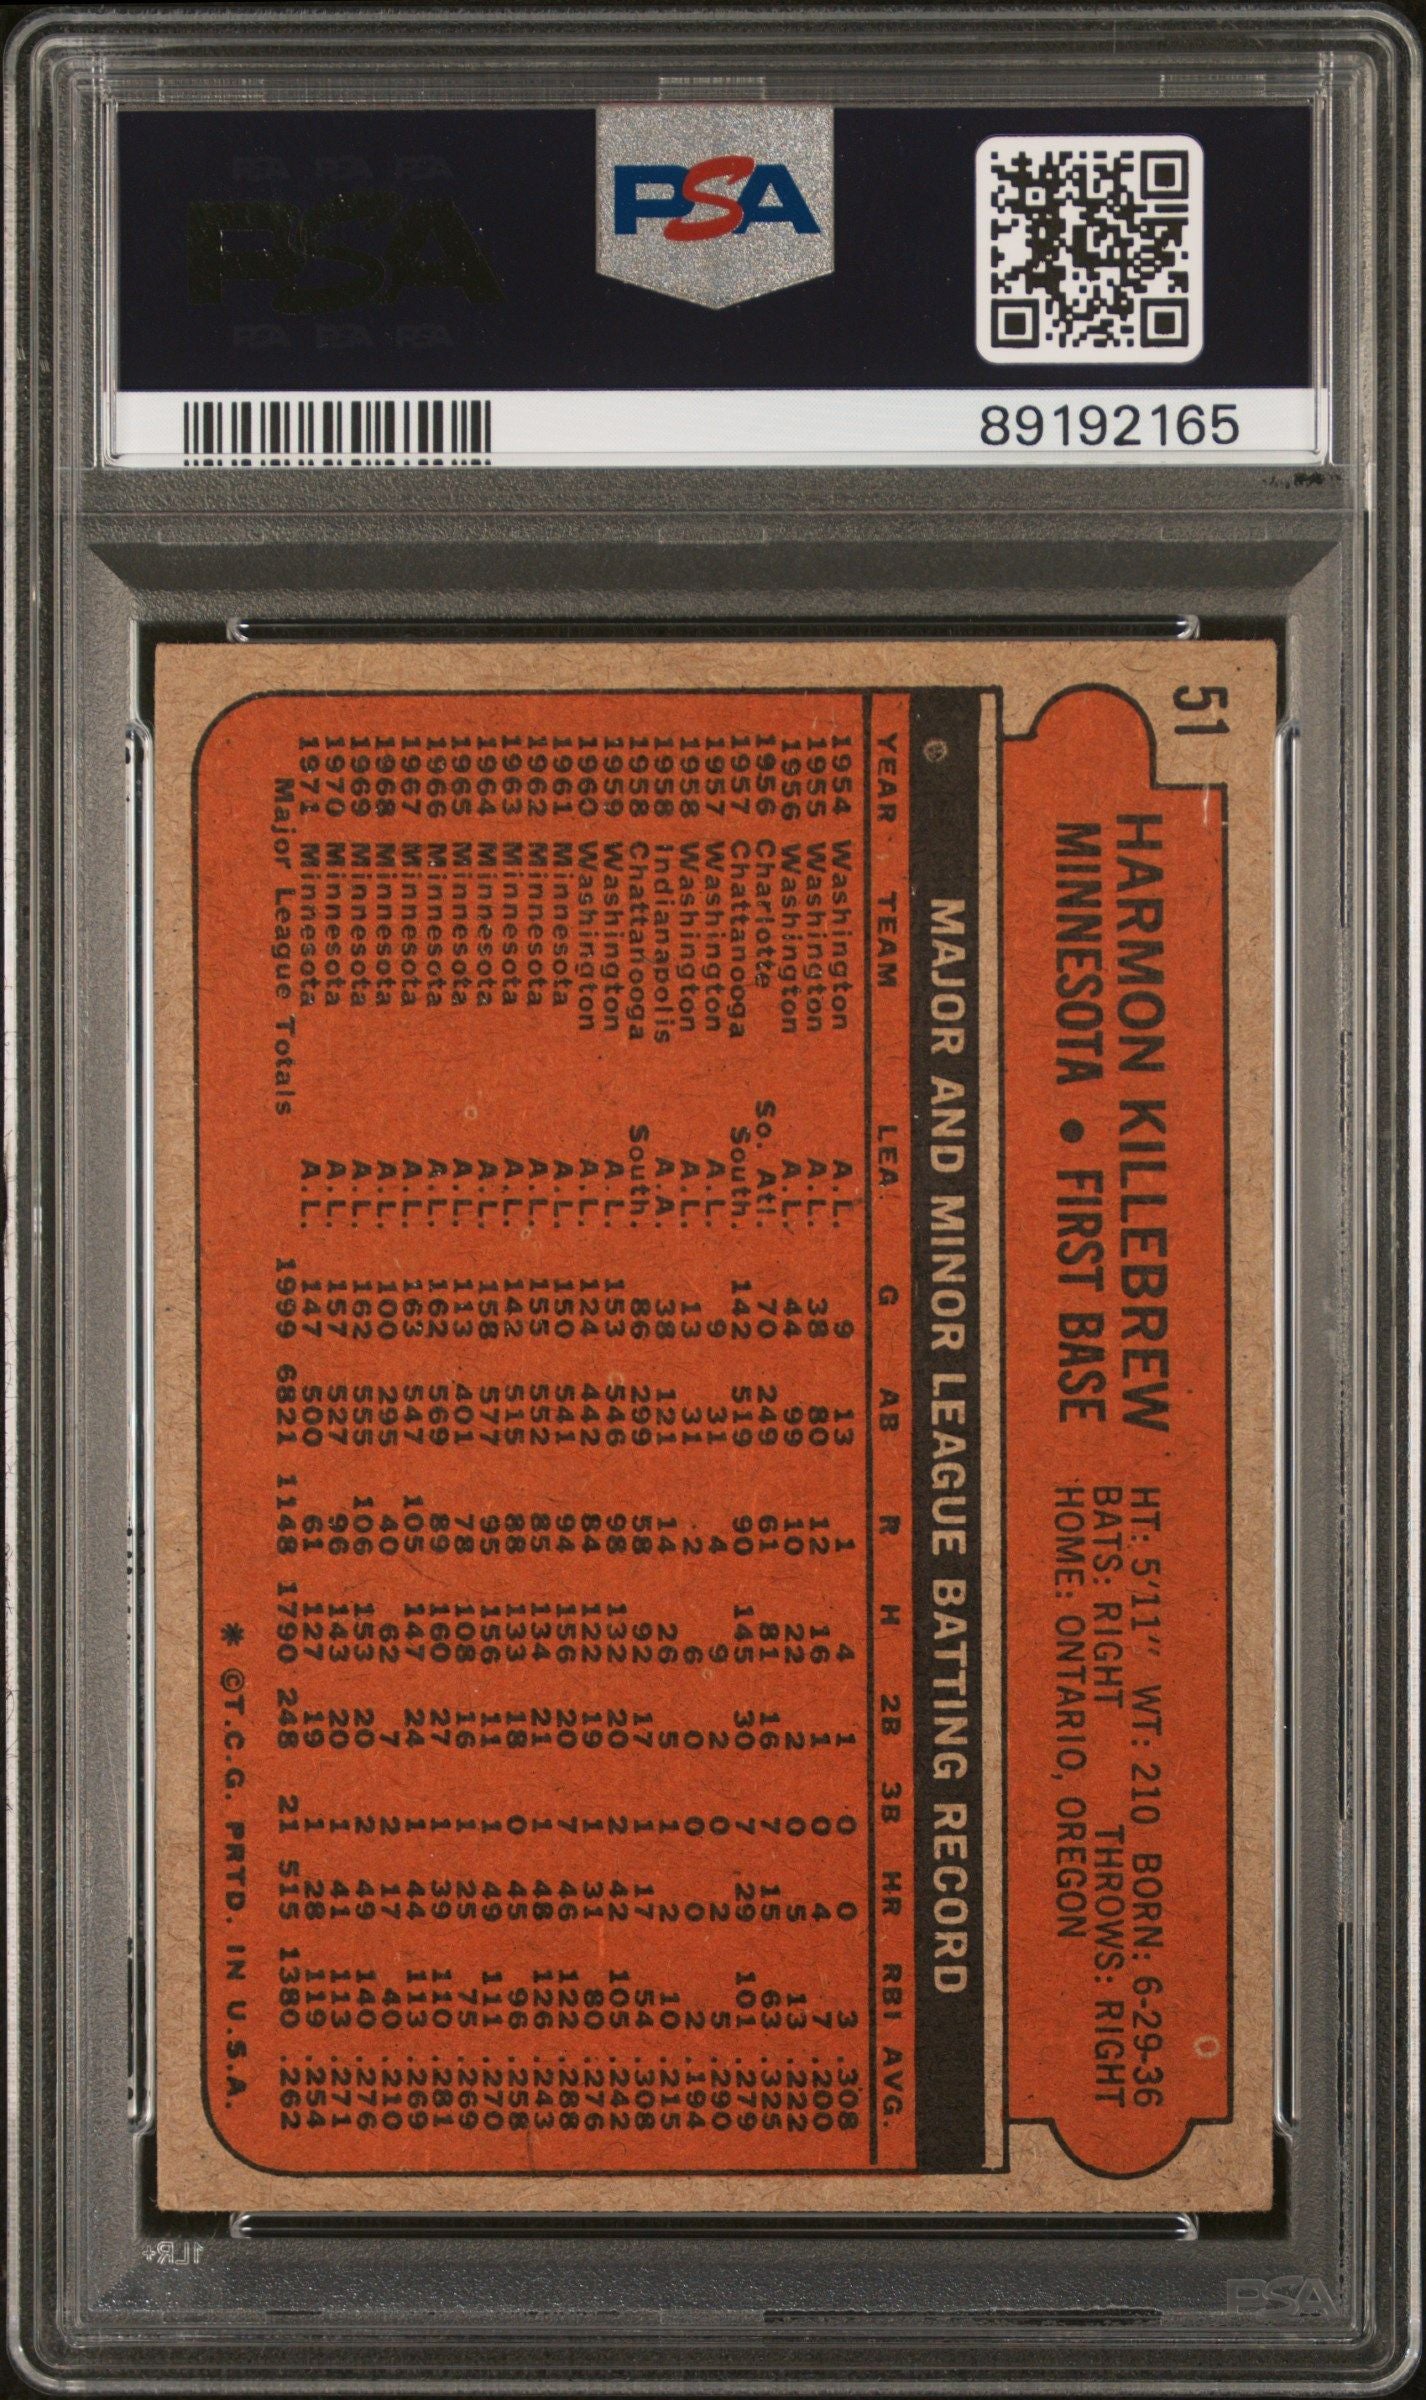 PSA PSA PSA
PSA
PSA PSA PSA
PSA
89192165
51
HARMON KILLEBREW
MINNESOTA • FIRST BASE
HT: 5'11" WT: 210 BORN: 6-29-36
BATS: RIGHT THROWS: RIGHT
HOME: ONTARIO, OREGON
MAJOR AND MINOR LEAGUE BATTING RECORD
YEAR TEAM LEA. G AB R H 2B 3B HR RBI AVG.
1954 Washington A.L. 9 13 1 4 1 0 0 3 .308
1955 Washington A.L. 38 80 12 16 1 0 4 7 .200
1956 Washington A.L. 44 99 10 22 2 0 5 13 .222
1956 Charlotte So. Atl. 70 249 61 81 16 7 15 63 .325
1957 Chattanooga South. 142 519 90 145 30 7 29 101 .279
1957 Washington A.L. 9 31 4 9 2 0 2 5 .290
1958 Washington A.L. 13 31 2 6 0 0 0 2 .194
1958 Indianapolis A.A. 38 121 14 26 5 1 2 10 .215
1958 Chattanooga South. 86 299 58 92 17 1 17 54 .308
1959 Washington A.L. 153 546 98 132 20 2 42 105 .242
1960 Washington A.L. 124 442 84 122 19 1 31 80 .276
1961 Minnesota A.L. 150 541 94 156 20 7 46 122 .288
1962 Minnesota A.L. 155 552 85 134 21 1 48 126 .243
1963 Minnesota A.L. 142 515 88 133 18 0 45 96 .258
1964 Minnesota A.L. 158 577 95 156 11 1 49 111 .270
1965 Minnesota A.L. 113 401 78 108 16 1 25 75 .269
1966 Minnesota A.L. 162 569 89 160 27 1 39 110 .281
1967 Minnesota A.L. 163 547 105 147 24 1 44 113 .269
1968 Minnesota A.L. 100 295 40 62 7 2 17 40 .210
1969 Minnesota A.L. 162 555 106 153 20 2 49 140 .276
1970 Minnesota A.L. 157 527 96 143 20 1 41 113 .271
1971 Minnesota A.L. 147 500 61 127 19 1 28 119 .254
Major League Totals 1999 6821 1148 1790 248 21 515 1380 .262
* ©T.C.G. PRTD. IN U.S.A.
1LR+
PSA